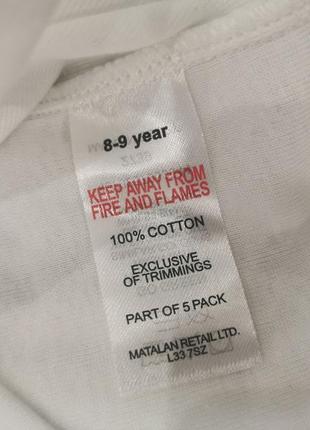 8-9 year
KEEP AWAY FROM
FIRE AND FLAMES
100% COTTON
EXCLUSIVE
OF TRIMMINGS
PART OF 5 PACK
MATALAN RETAIL LTD.
L33 7SZ